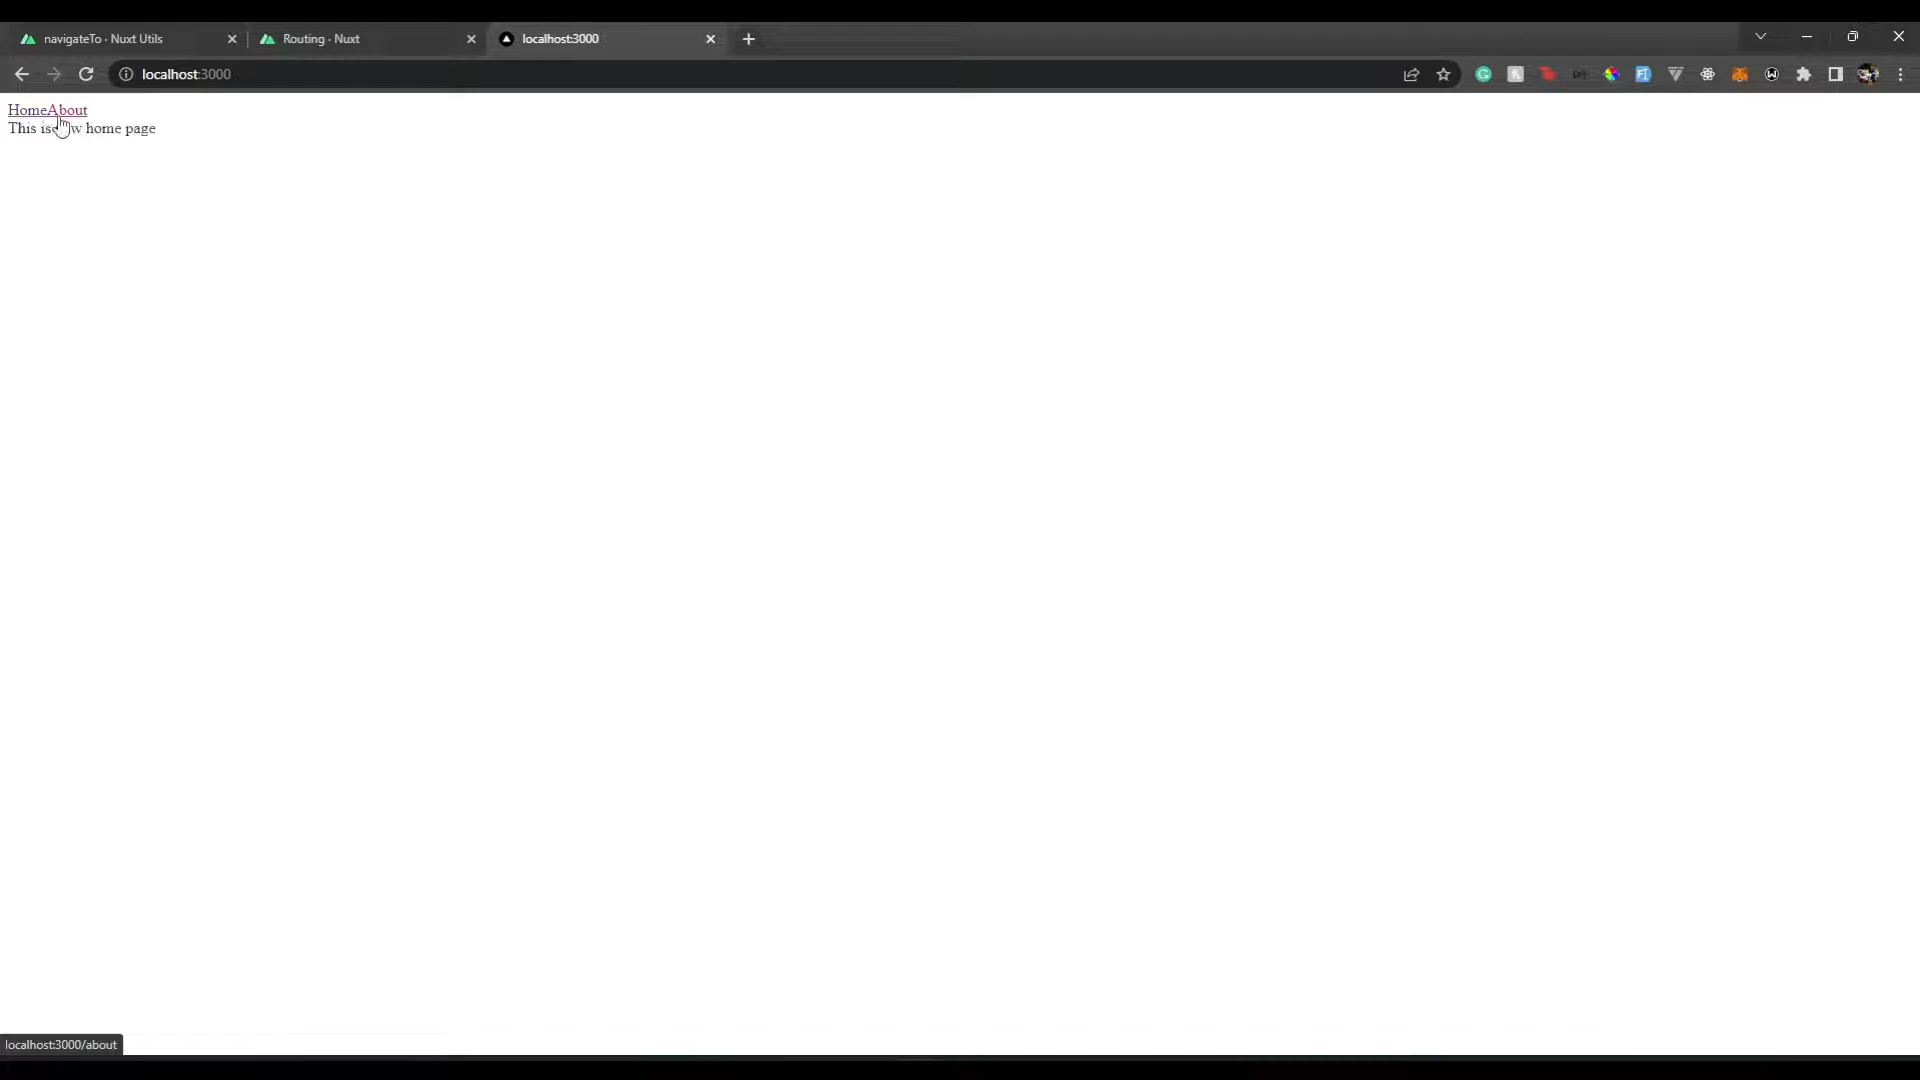 navigateTo · Nuxt Utils
Routing · Nuxt
localhost:3000
localhost:3000
HomeAbout
This is w home page
localhost:3000/about